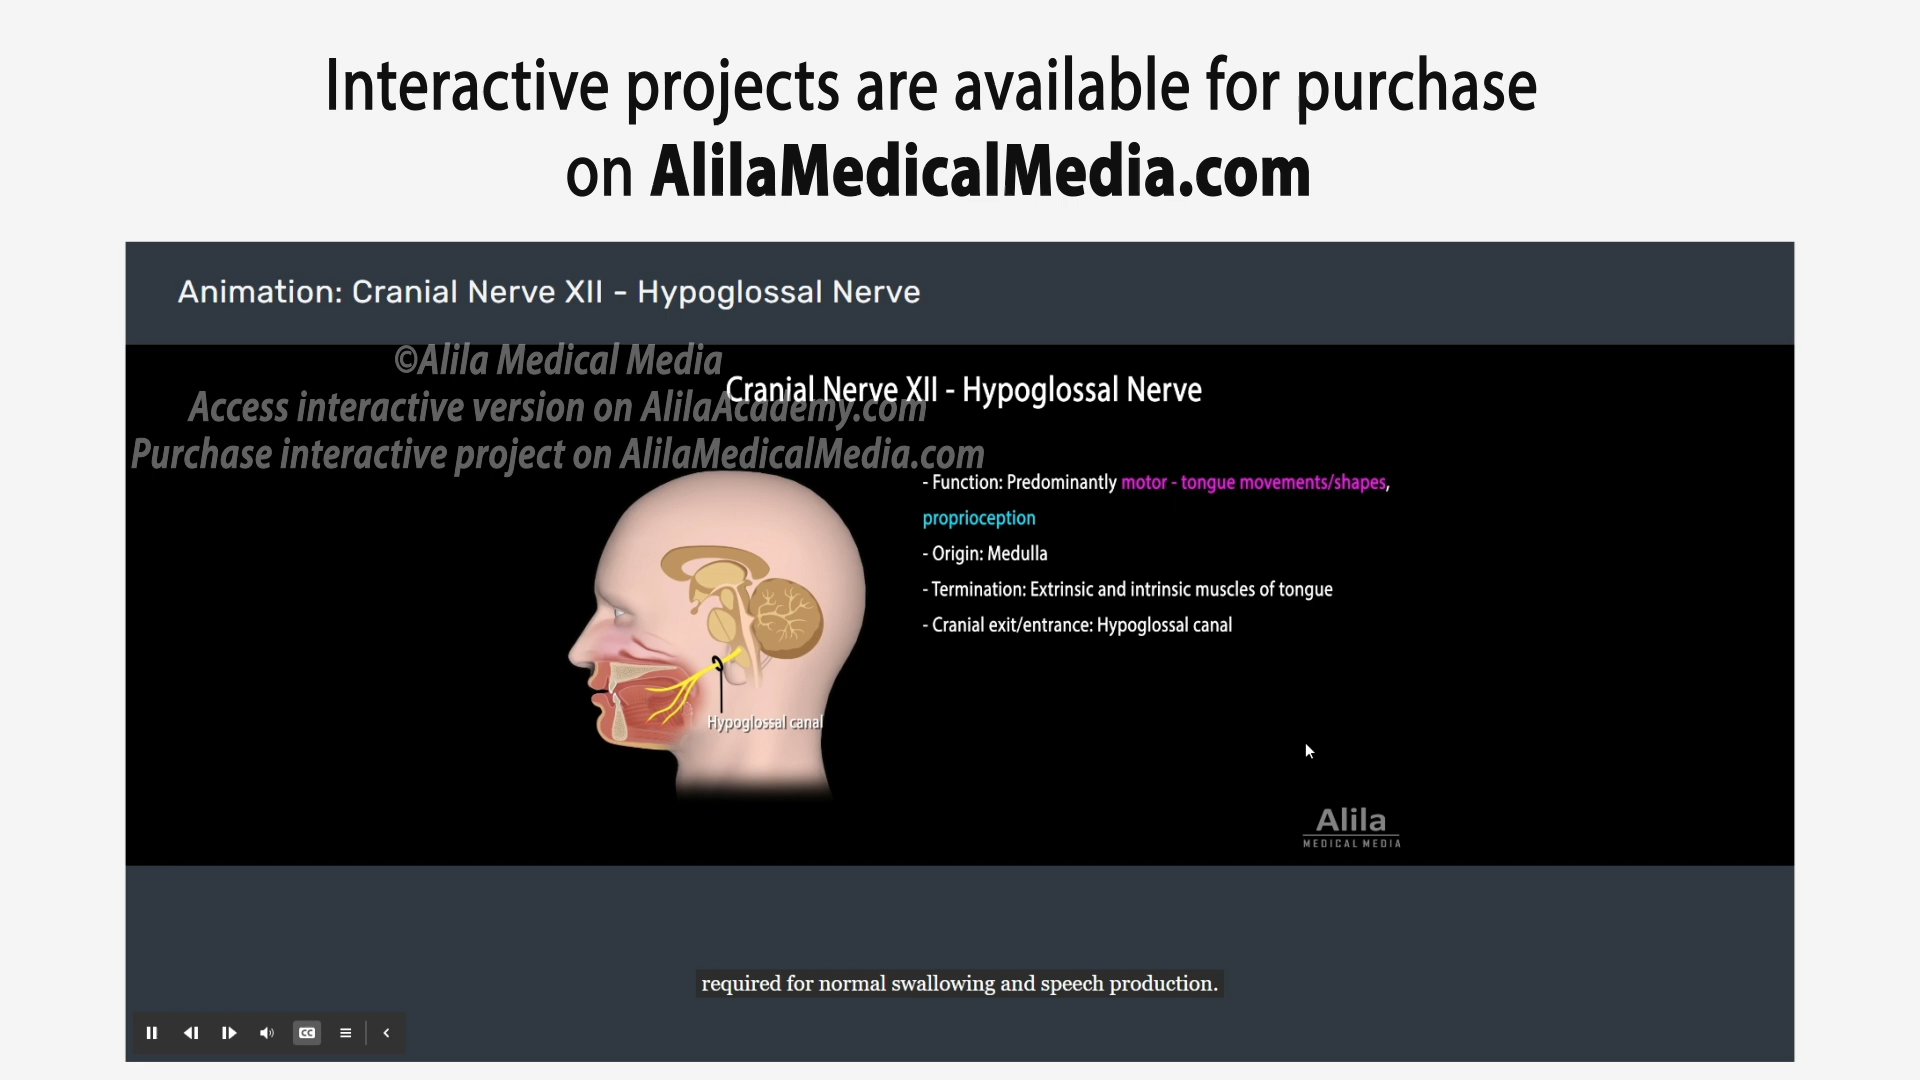 Interactive projects are available for purchase
on AlilaMedicalMedia.com
Animation: Cranial Nerve XII - Hypoglossal Nerve
©Alila Medical Media
Cranial Nerve XII - Hypoglossal Nerve
Access interactive version on AlilaAcademy.com
Purchase interactive project on AlilaMedicalMedia.com
- Function: Predominantly motor - tongue movements/shapes,
proprioception
- Origin: Medulla
- Termination: Extrinsic and intrinsic muscles of tongue
- Cranial exit/entrance: Hypoglossal canal
Hypoglossal canal
Alila
MEDICAL MEDIA
required for normal swallowing and speech production.
CC